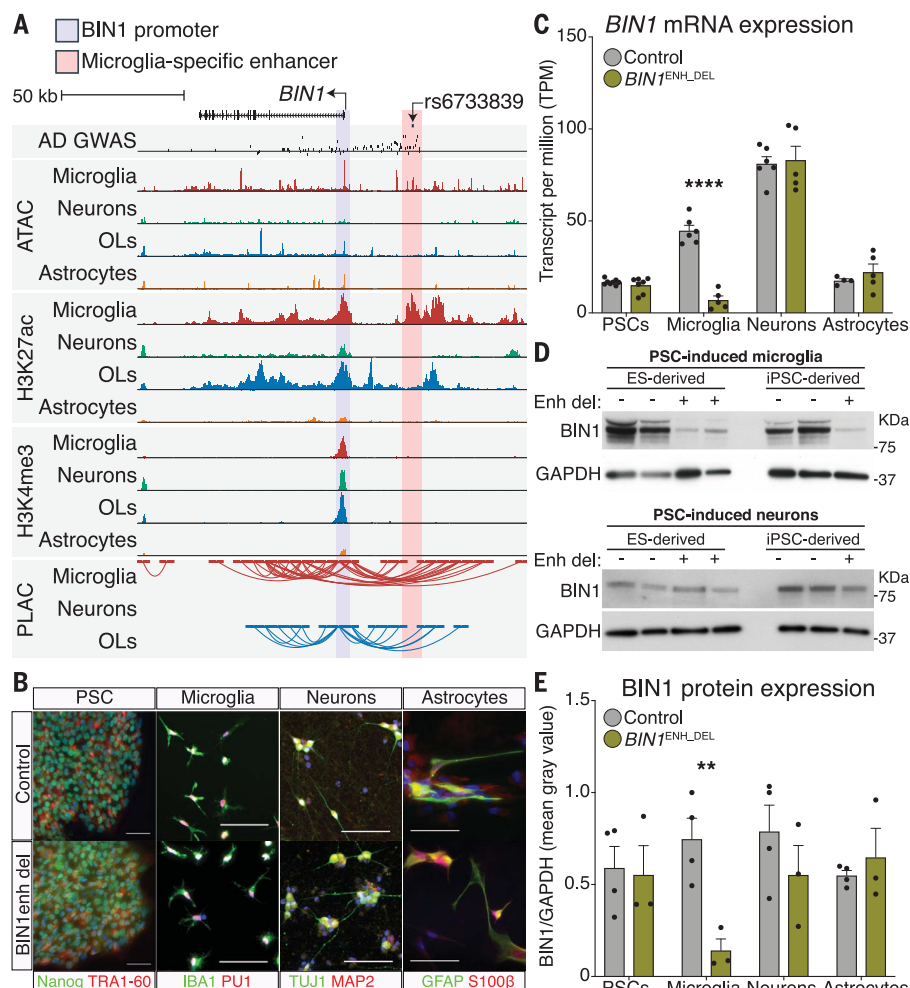 A
BIN1 promoter
Microglia-specific enhancer
50 kb
BIN1
rs6733839
AD GWAS
ATAC
Microglia
Neurons
OLs
Astrocytes
H3K27ac
Microglia
Neurons
OLs
Astrocytes
H3K4me3
Microglia
Neurons
OLs
Astrocytes
PLAC
Microglia
Neurons
OLs
B
PSC Microglia Neurons Astrocytes
Control
BIN1enh del
Nanog TRA1-60 IBA1 PU1 TUJ1 MAP2 GFAP S100β
C
BIN1 mRNA expression
Transcript per million (TPM)
150
100
50
0
Control
BIN1ENH_DEL
****
PSCs Microglia Neurons Astrocytes
D
PSC-induced microglia
ES-derived iPSC-derived
Enh del: - - + + - - +
KDa
BIN1
-75
GAPDH
-37
PSC-induced neurons
ES-derived iPSC-derived
Enh del: - - + + - - +
KDa
BIN1
-75
GAPDH
-37
E
BIN1 protein expression
BIN1/GAPDH (mean gray value)
1.5
1.0
0.5
0
Control
BIN1ENH_DEL
**
PSCs Microglia Neurons Astrocytes